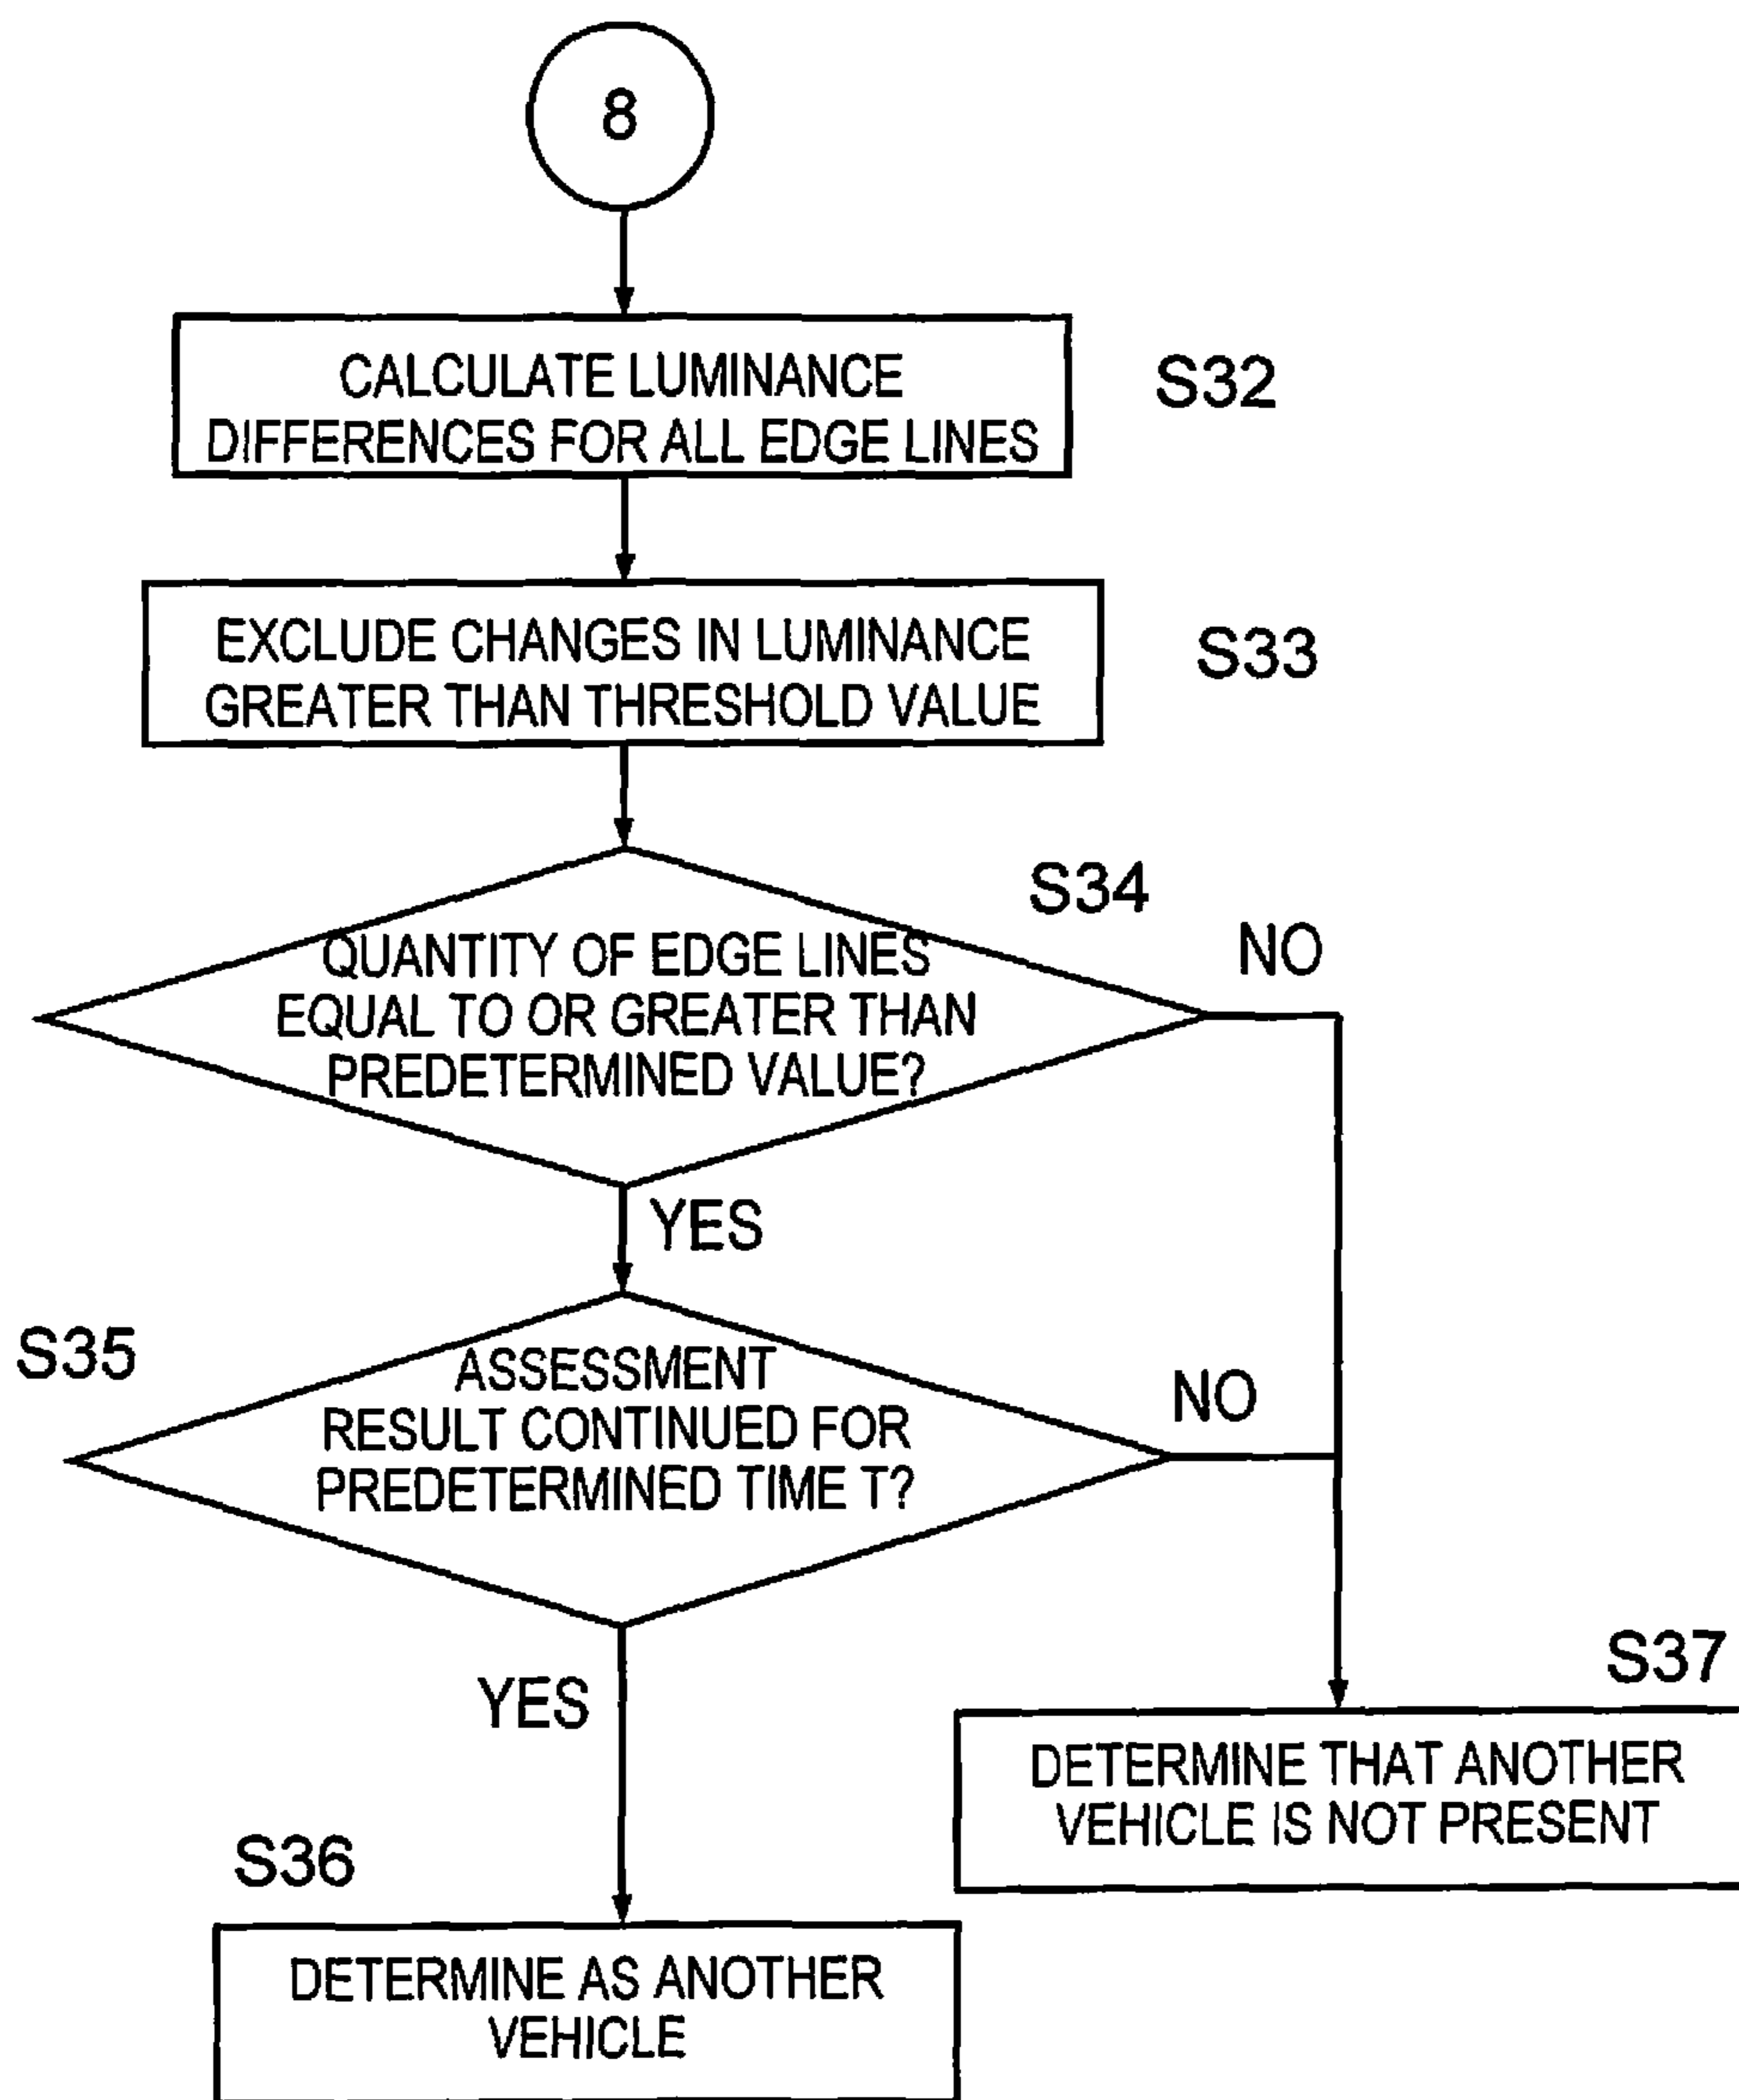 8
CALCULATE LUMINANCE
DIFFERENCES FOR ALL EDGE LINES
S32
EXCLUDE CHANGES IN LUMINANCE
GREATER THAN THRESHOLD VALUE
S33
S34
QUANTITY OF EDGE LINES
EQUAL TO OR GREATER THAN
PREDETERMINED VALUE?
NO
YES
S35
ASSESSMENT
RESULT CONTINUED FOR
PREDETERMINED TIME T?
NO
YES
S37
DETERMINE THAT ANOTHER
VEHICLE IS NOT PRESENT
S36
DETERMINE AS ANOTHER
VEHICLE